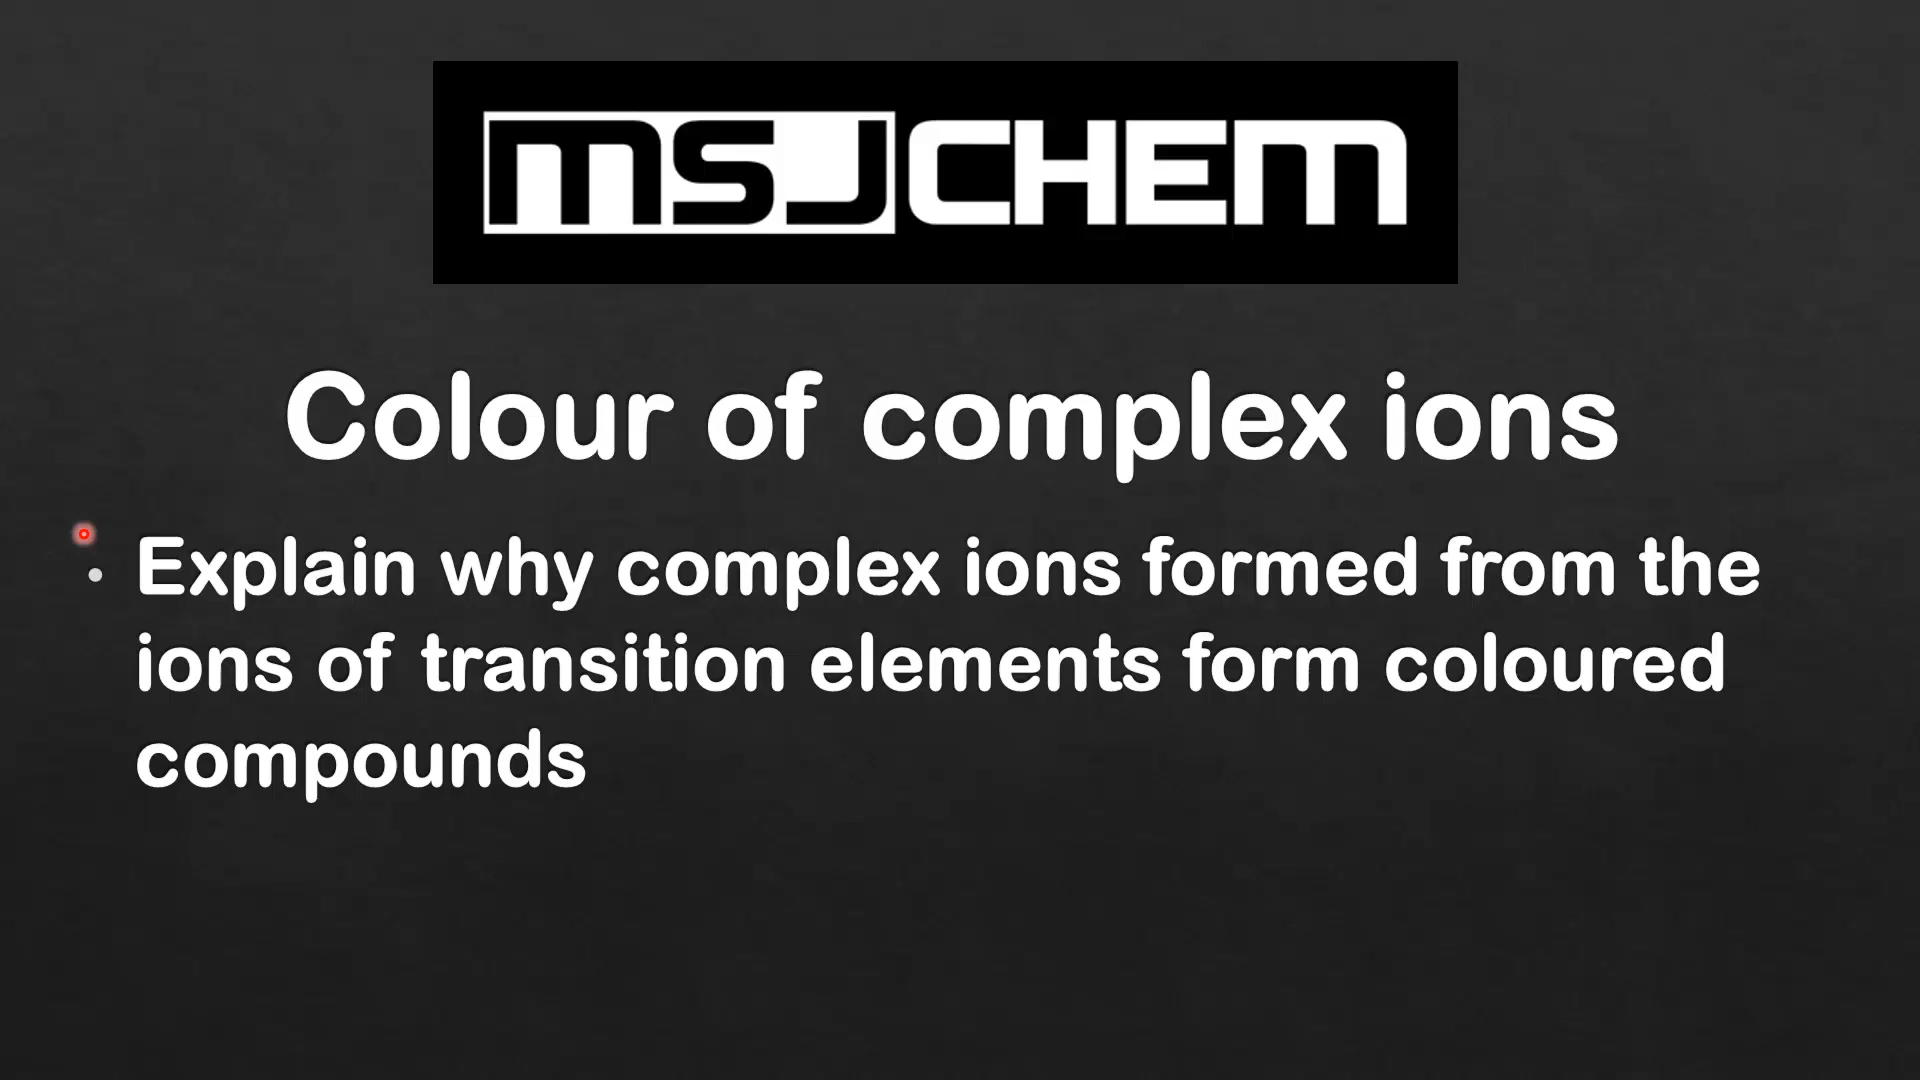 MSJCHEM
Colour of complex ions
• Explain why complex ions formed from the
ions of transition elements form coloured
compounds